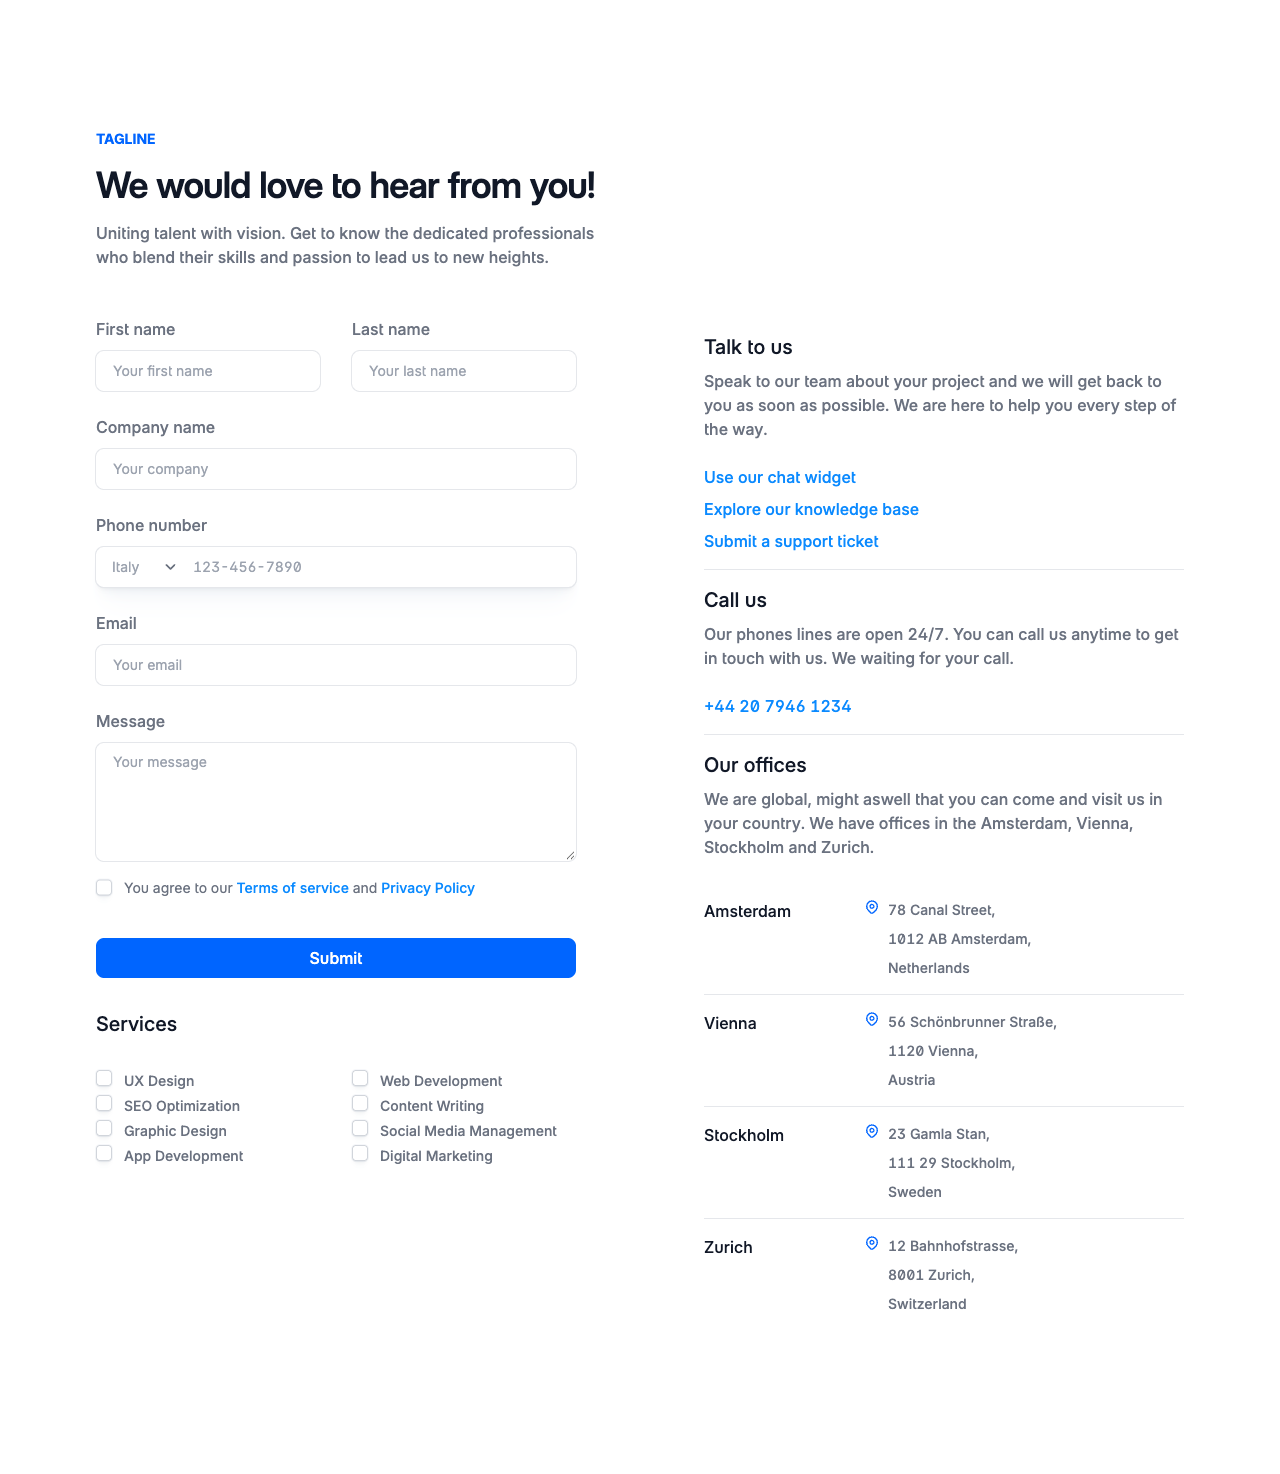 TAGLINE
We would love to hear from you!
Uniting talent with vision. Get to know the dedicated professionals
who blend their skills and passion to lead us to new heights.
First name
Last name
Your first name
Your last name
Company name
Your company
Phone number
Italy
123-456-7890
Email
Your email
Message
Your message
You agree to our Terms of service and Privacy Policy
Submit
Services
UX Design
SEO Optimization
Graphic Design
App Development
Web Development
Content Writing
Social Media Management
Digital Marketing
Talk to us
Speak to our team about your project and we will get back to
you as soon as possible. We are here to help you every step of
the way.
Use our chat widget
Explore our knowledge base
Submit a support ticket
Call us
Our phones lines are open 24/7. You can call us anytime to get
in touch with us. We waiting for your call.
+44 20 7946 1234
Our offices
We are global, might aswell that you can come and visit us in
your country. We have offices in the Amsterdam, Vienna,
Stockholm and Zurich.
Amsterdam
78 Canal Street,
1012 AB Amsterdam,
Netherlands
Vienna
56 Schönbrunner Straße,
1120 Vienna,
Austria
Stockholm
23 Gamla Stan,
111 29 Stockholm,
Sweden
Zurich
12 Bahnhofstrasse,
8001 Zurich,
Switzerland